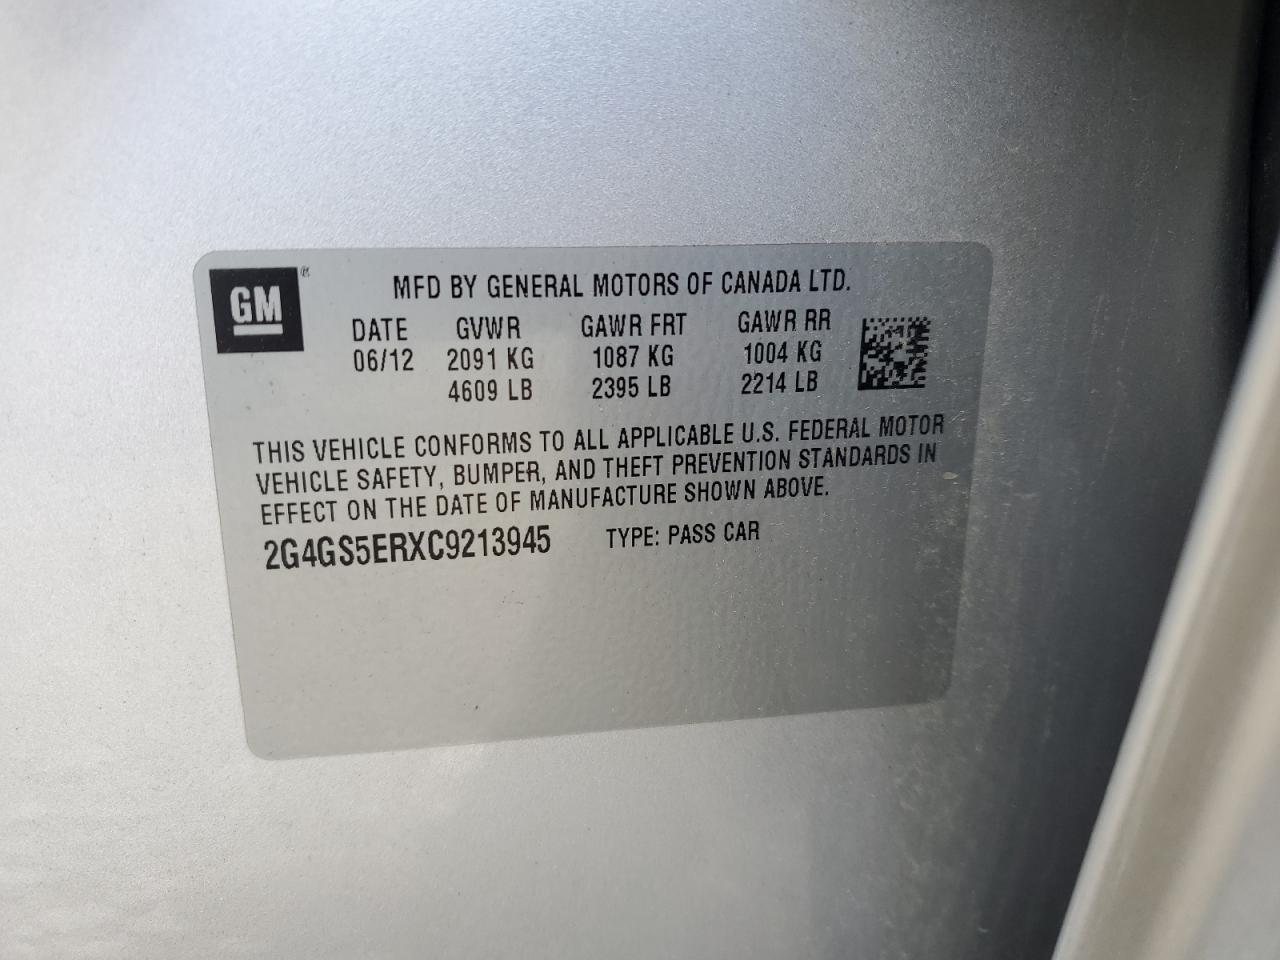 GM ®
MFD BY GENERAL MOTORS OF CANADA LTD.
DATE GVWR GAWR FRT GAWR RR
06/12 2091 KG 1087 KG 1004 KG
4609 LB 2395 LB 2214 LB
THIS VEHICLE CONFORMS TO ALL APPLICABLE U.S. FEDERAL MOTOR
VEHICLE SAFETY, BUMPER, AND THEFT PREVENTION STANDARDS IN
EFFECT ON THE DATE OF MANUFACTURE SHOWN ABOVE.
2G4GS5ERXC9213945 TYPE: PASS CAR